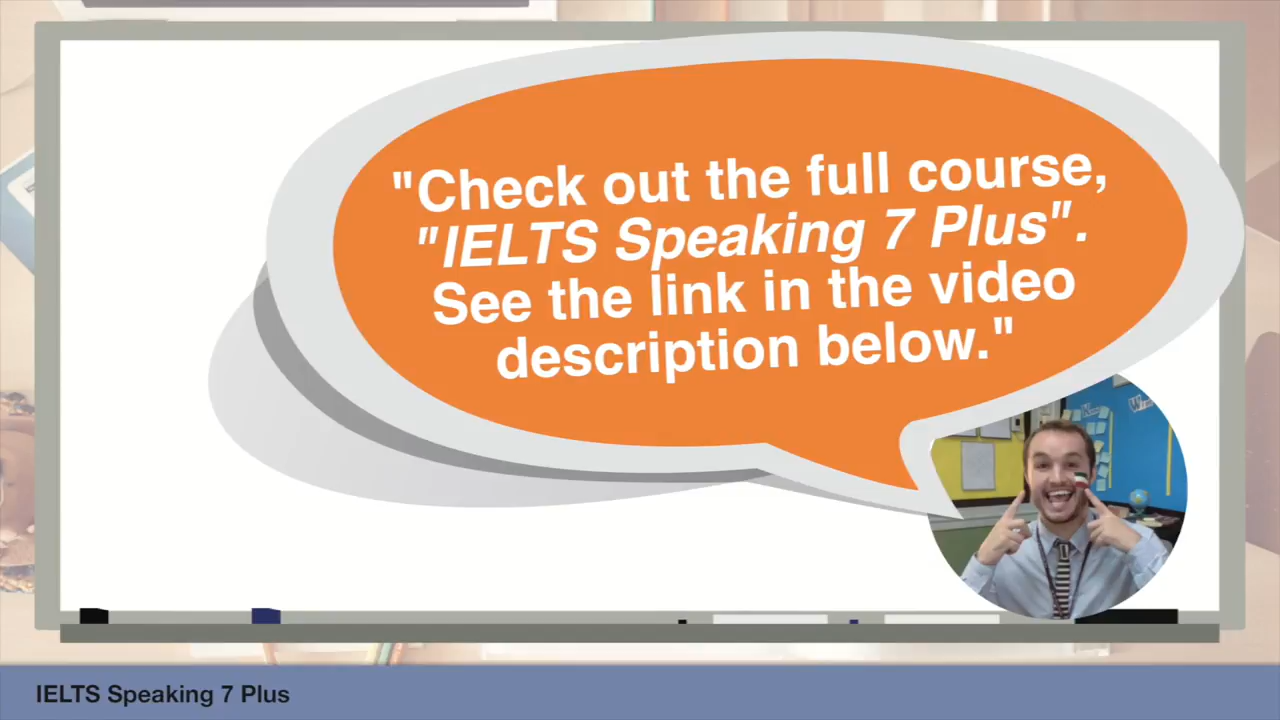 "Check out the full course,
"IELTS Speaking 7 Plus".
See the link in the video
description below."
IELTS Speaking 7 Plus